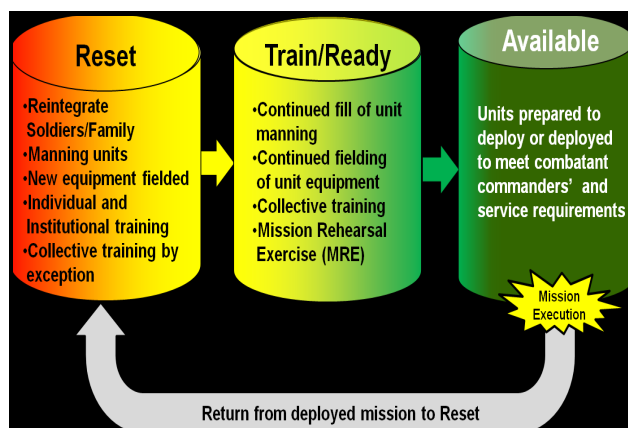 Reset
•Reintegrate
Soldiers/Family
•Manning units
•New equipment fielded
•Individual and
Institutional training
•Collective training by
exception
Train/Ready
•Continued fill of unit
manning
•Continued fielding
of unit equipment
•Collective training
•Mission Rehearsal
Exercise (MRE)
Available
Units prepared to
deploy or deployed
to meet combatant
commanders’ and
service requirements
Mission
Execution
Return from deployed mission to Reset